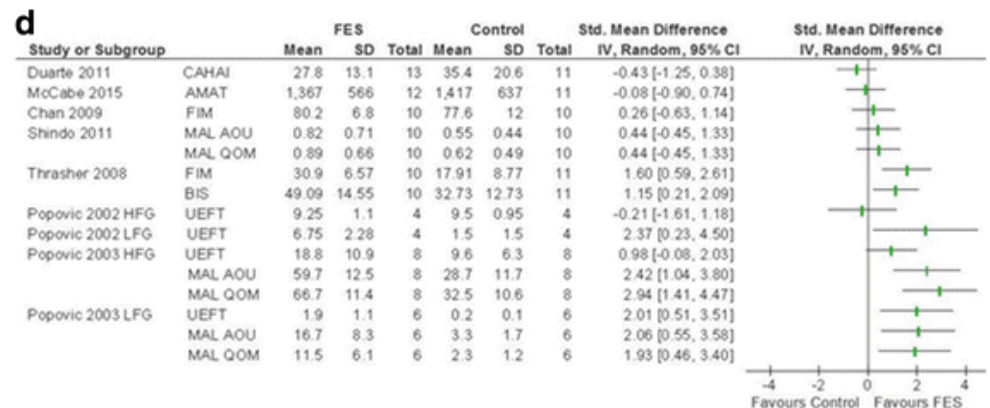 d
FES Control Std. Mean Difference Std. Mean Difference
Study or Subgroup Mean SD Total Mean SD Total IV, Random, 95% CI IV, Random, 95% CI
Duarte 2011 CAHAI 27.8 13.1 13 35.4 20.6 11 -0.43 [-1.25, 0.38]
McCabe 2015 AMAT 1,367 566 12 1,417 637 11 -0.08 [-0.90, 0.74]
Chan 2009 FIM 80.2 6.8 10 77.6 12 10 0.26 [-0.63, 1.14]
Shindo 2011 MAL AOU 0.82 0.71 10 0.55 0.44 10 0.44 [-0.45, 1.33]
MAL QOM 0.89 0.66 10 0.62 0.49 10 0.44 [-0.45, 1.33]
Thrasher 2008 FIM 30.9 6.57 10 17.91 8.77 11 1.60 [0.59, 2.61]
BIS 49.09 14.55 10 32.73 12.73 11 1.15 [0.21, 2.09]
Popovic 2002 HFG UEFT 9.25 1.1 4 9.5 0.95 4 -0.21 [-1.61, 1.18]
Popovic 2002 LFG UEFT 6.75 2.28 4 1.5 1.5 4 2.37 [0.23, 4.50]
Popovic 2003 HFG UEFT 18.8 10.9 8 9.6 6.3 8 0.98 [-0.08, 2.03]
MAL AOU 59.7 12.5 8 28.7 11.7 8 2.42 [1.04, 3.80]
MAL QOM 66.7 11.4 8 32.5 10.6 8 2.94 [1.41, 4.47]
Popovic 2003 LFG UEFT 1.9 1.1 6 0.2 0.1 6 2.01 [0.51, 3.51]
MAL AOU 16.7 8.3 6 3.3 1.7 6 2.06 [0.55, 3.58]
MAL QOM 11.5 6.1 6 2.3 1.2 6 1.93 [0.46, 3.40]
-4 -2 0 2 4
Favours Control Favours FES